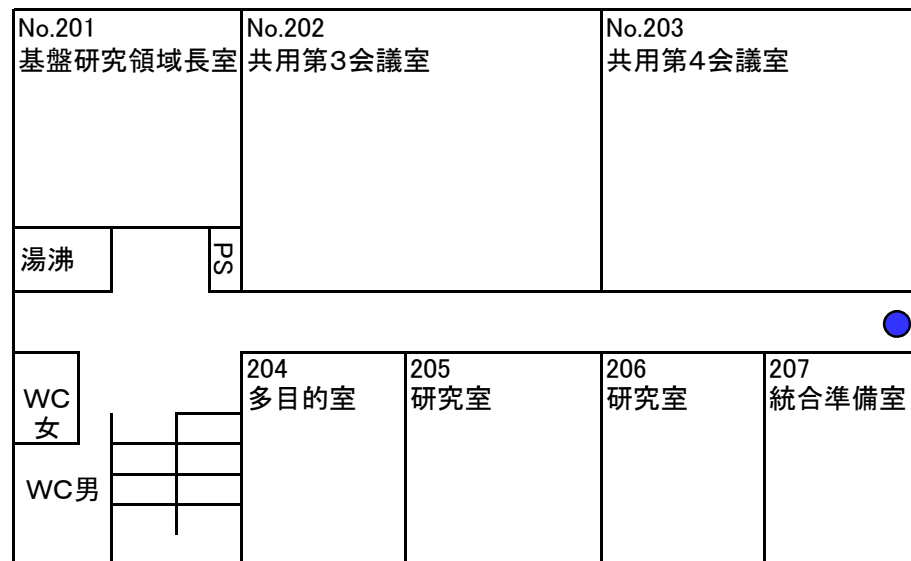 No.201
基盤研究領域長室
No.202
共用第3会議室
No.203
共用第4会議室
湯沸
PS
204
多目的室
205
研究室
206
研究室
207
統合準備室
WC
女
WC男